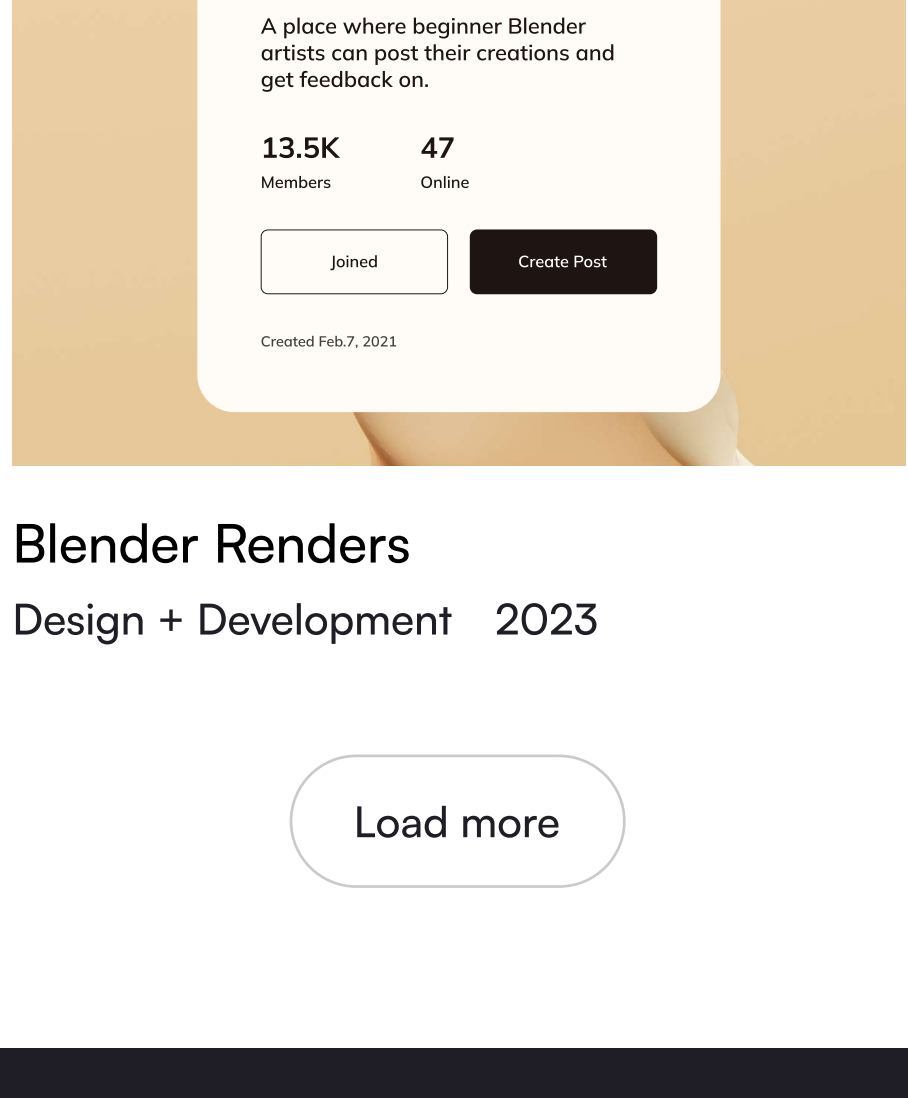 A place where beginner Blender
artists can post their creations and
get feedback on.
13.5K 47
Members Online
Joined Create Post
Created Feb.7, 2021
Blender Renders
Design + Development 2023
Load more